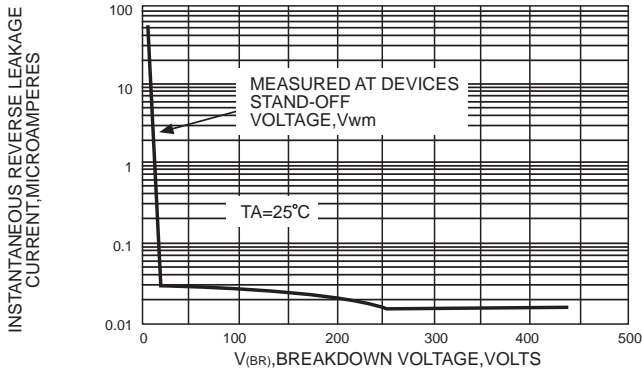 INSTANTANEOUS REVERSE LEAKAGE
CURRENT,MICROAMPERES
100
10
1
0.1
0.01
MEASURED AT DEVICES
STAND-OFF
VOLTAGE,Vwm
TA=25°C
0 100 200 300 400 500
V(BR),BREAKDOWN VOLTAGE,VOLTS